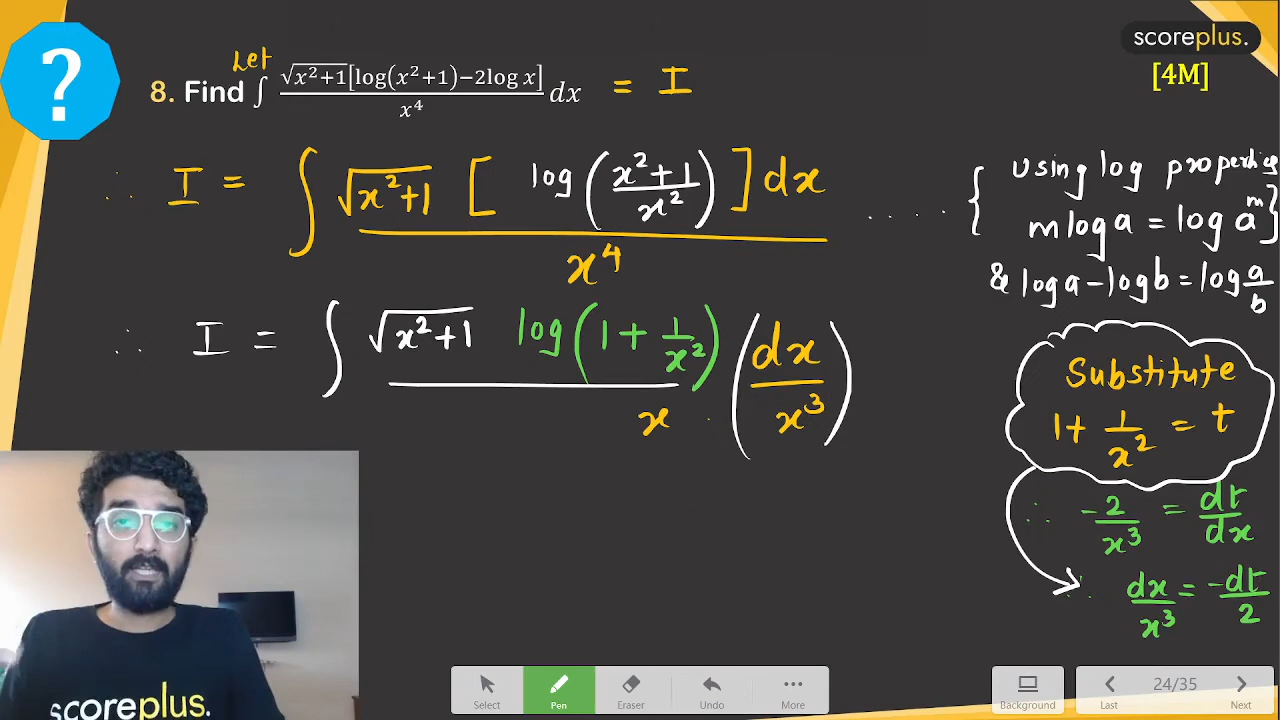 ?
scoreplus.
[4M]
Let
8. Find ∫ √x²+1[log(x²+1)−2log x] / x⁴ dx = I
∴ I = ∫ √x²+1 [ log(x²+1 / x²) ] dx / x⁴ ..... { using log properties
m log a = log aᵐ }
& log a − log b = log a/b
∴ I = ∫ √x²+1 log(1 + 1/x²) / x . (dx/x³)
Substitute
1 + 1/x² = t
∴ -2/x³ = dt/dx
∴ dx/x³ = -dt/2
scoreplus.
Select
Pen
Eraser
Undo
More
Background
Last
24/35
Next